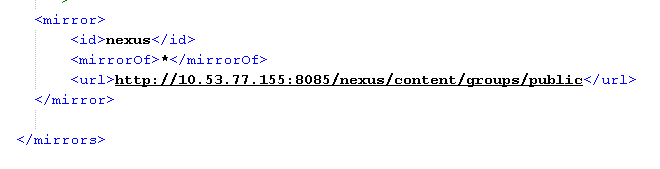 <mirror>
<id>nexus</id>
<mirrorOf>*</mirrorOf>
<url>http://10.53.77.155:8085/nexus/content/groups/public</url>
</mirror>
</mirrors>